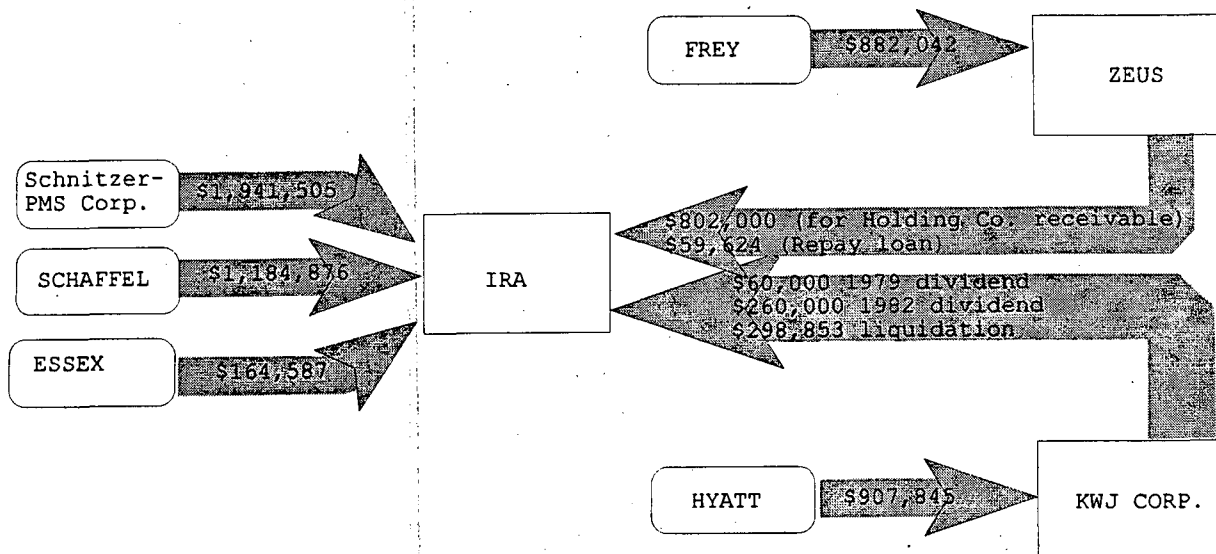 FREY
$882,042
ZEUS
Schnitzer-
PMS Corp.
$1,941,505
$802,000 (for Holding Co. receivable)
$59,624 (Repay loan)
SCHAFFEL
$1,184,876
IRA
$60,000 1979 dividend
$260,000 1982 dividend
$298,853 liquidation
ESSEX
$164,587
HYATT
$907,845
KWJ CORP.